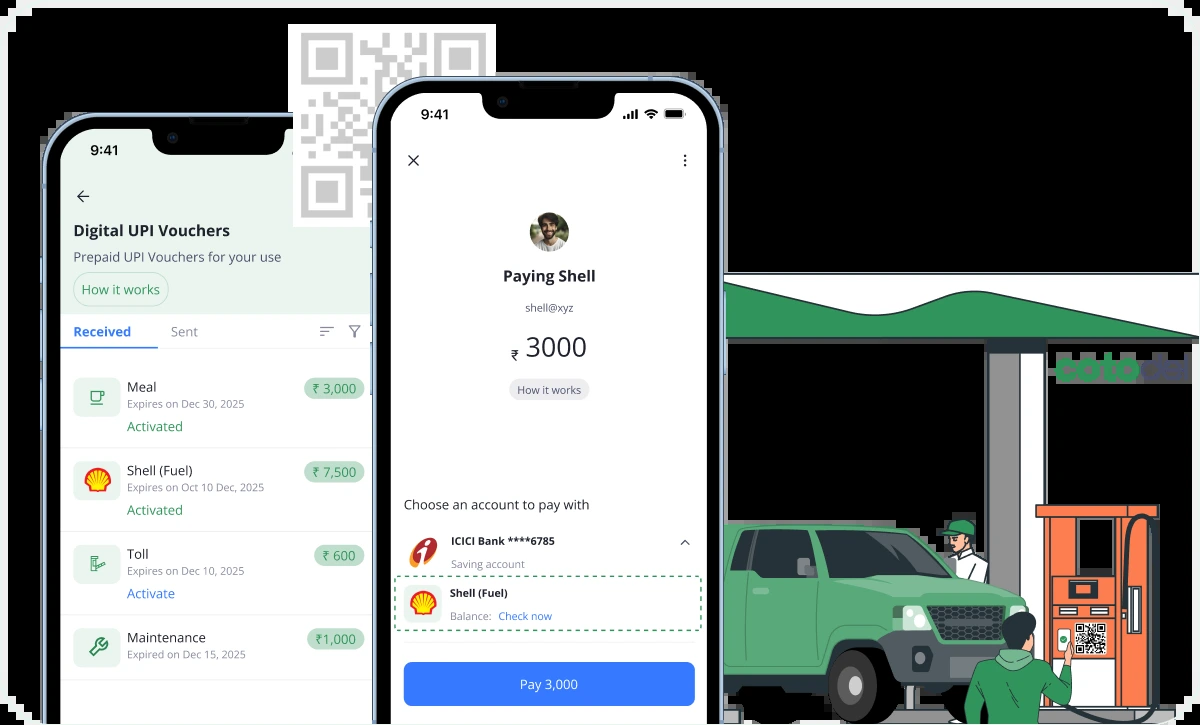 9:41
Digital UPI Vouchers
Prepaid UPI Vouchers for your use
How it works
Received Sent
Meal
₹ 3,000
Expires on Dec 30, 2025
Activated
Shell (Fuel)
₹ 7,500
Expires on Oct 10 Dec, 2025
Activated
Toll
₹ 600
Expires on Dec 10, 2025
Activate
Maintenance
₹1,000
Expired on Dec 15, 2025
9:41
Paying Shell
shell@xyz
₹ 3000
How it works
Choose an account to pay with
ICICI Bank ****6785
Saving account
Shell (Fuel)
Balance: Check now
Pay 3,000
cotodel